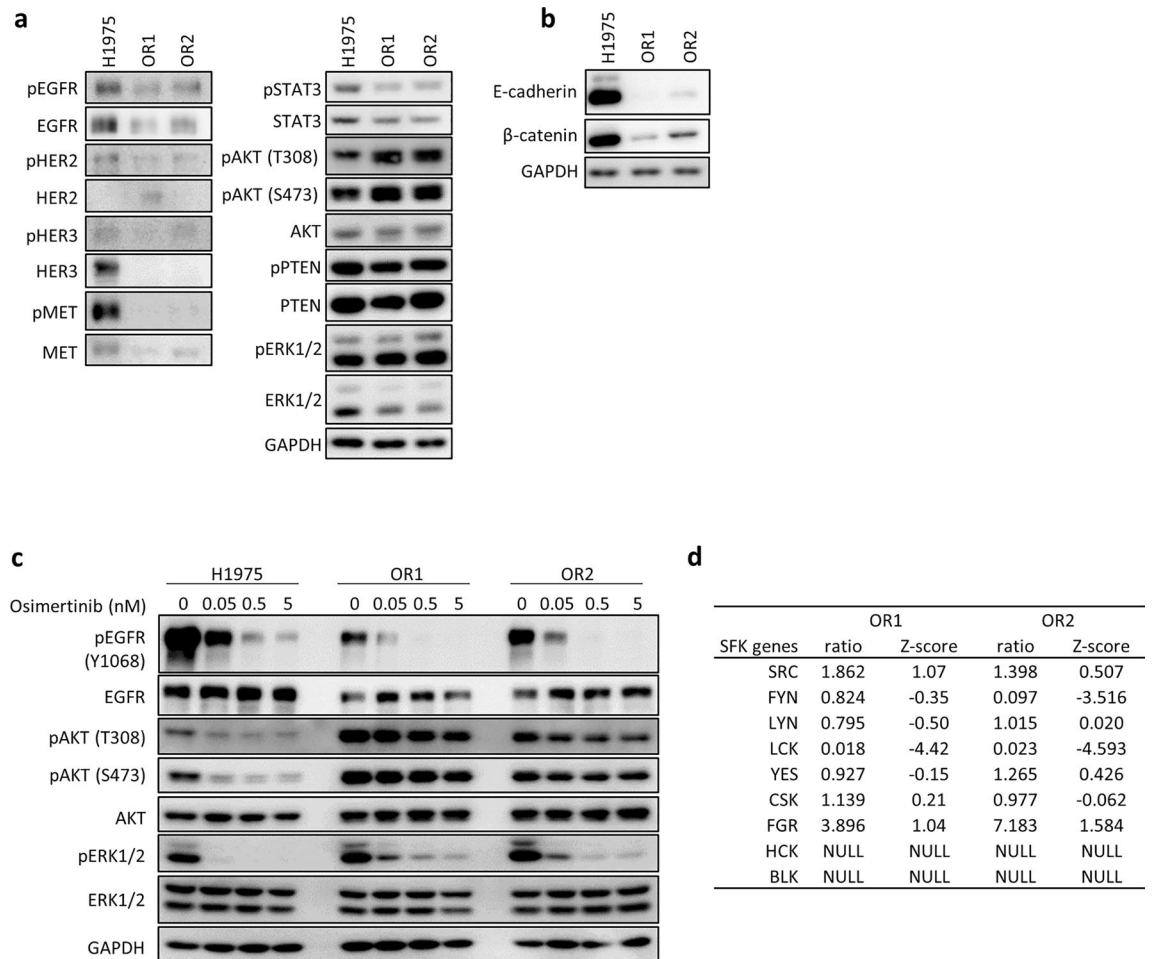 a
H1975 OR1 OR2
pEGFR
EGFR
pHER2
HER2
pHER3
HER3
pMET
MET
H1975 OR1 OR2
pSTAT3
STAT3
pAKT (T308)
pAKT (S473)
AKT
pPTEN
PTEN
pERK1/2
ERK1/2
GAPDH
b
H1975 OR1 OR2
E-cadherin
β-catenin
GAPDH
c
H1975 OR1 OR2
Osimertinib (nM) 0 0.05 0.5 5 0 0.05 0.5 5 0 0.05 0.5 5
pEGFR
(Y1068)
EGFR
pAKT (T308)
pAKT (S473)
AKT
pERK1/2
ERK1/2
GAPDH
d
OR1 OR2
SFK genes ratio Z-score ratio Z-score
SRC 1.862 1.07 1.398 0.507
FYN 0.824 -0.35 0.097 -3.516
LYN 0.795 -0.50 1.015 0.020
LCK 0.018 -4.42 0.023 -4.593
YES 0.927 -0.15 1.265 0.426
CSK 1.139 0.21 0.977 -0.062
FGR 3.896 1.04 7.183 1.584
HCK NULL NULL NULL NULL
BLK NULL NULL NULL NULL